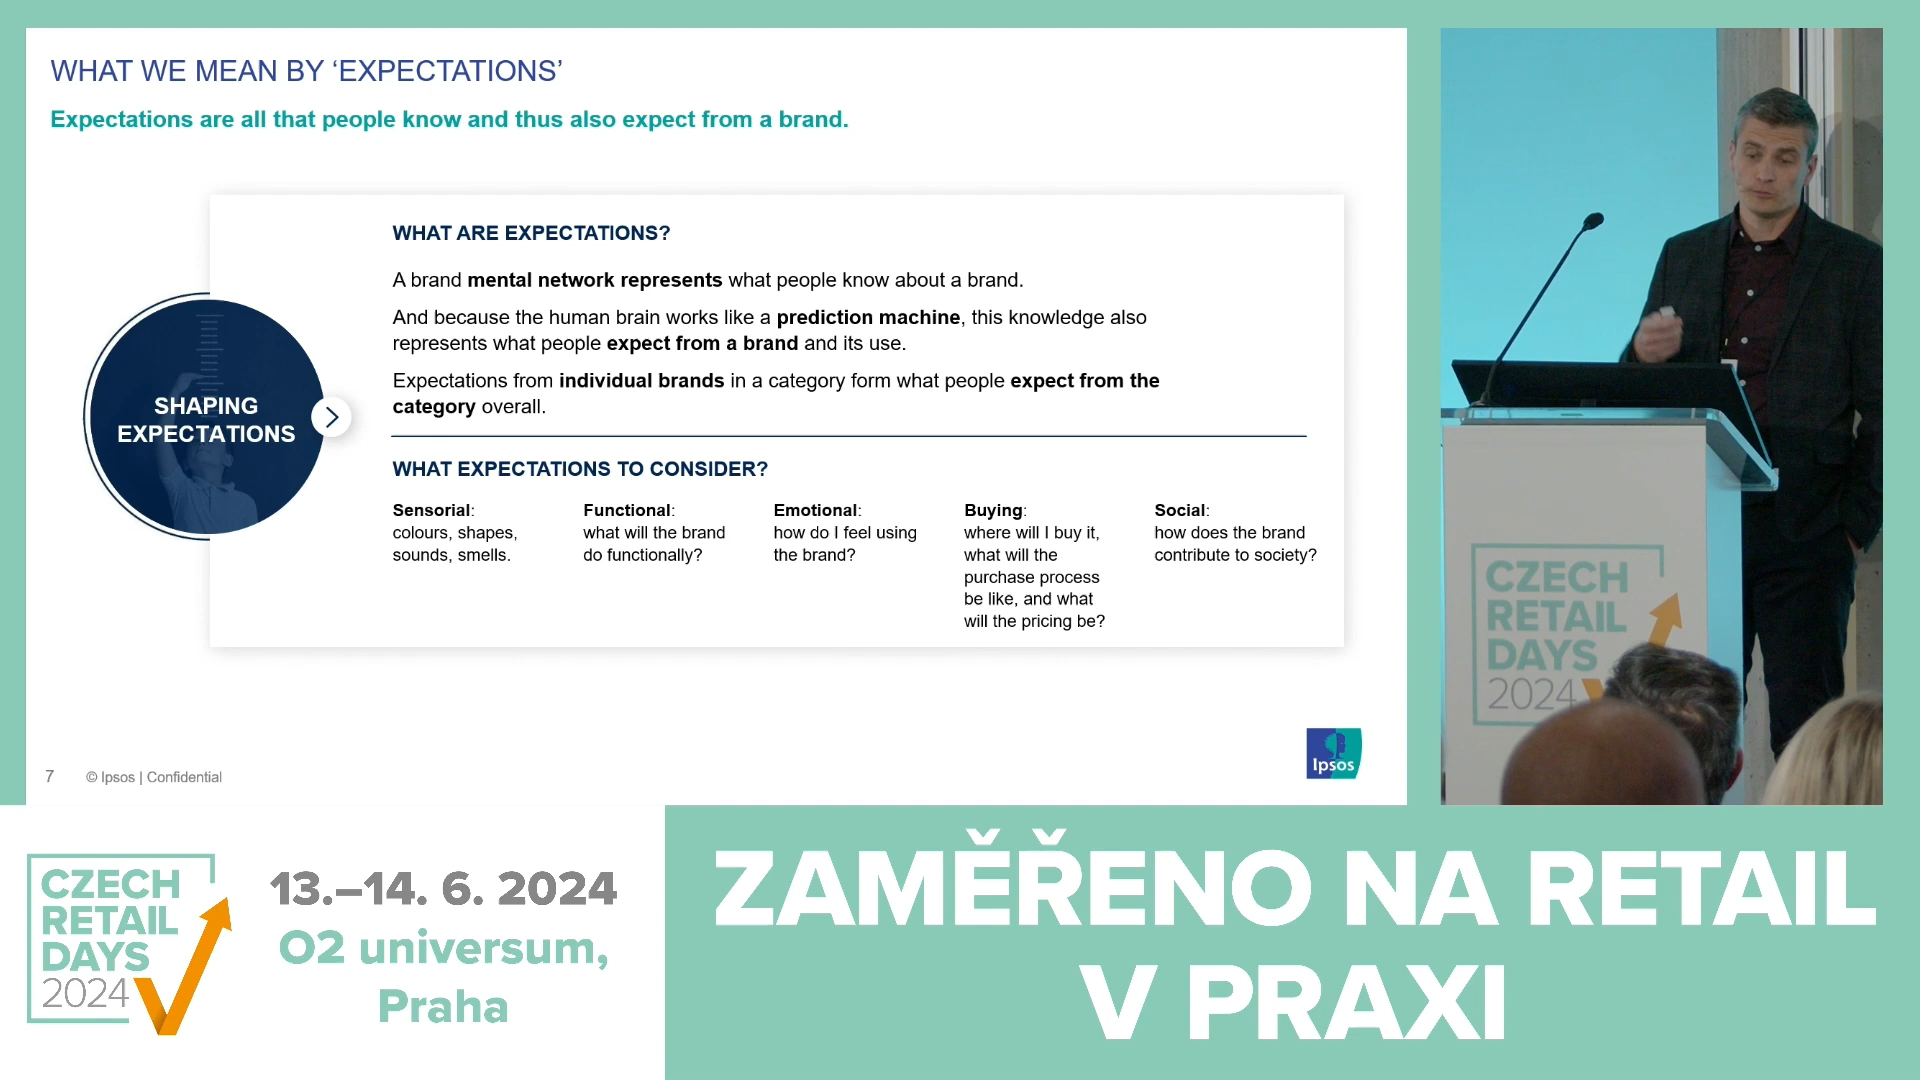 WHAT WE MEAN BY ‘EXPECTATIONS’
Expectations are all that people know and thus also expect from a brand.
SHAPING
EXPECTATIONS
WHAT ARE EXPECTATIONS?
A brand mental network represents what people know about a brand.
And because the human brain works like a prediction machine, this knowledge also
represents what people expect from a brand and its use.
Expectations from individual brands in a category form what people expect from the
category overall.
WHAT EXPECTATIONS TO CONSIDER?
Sensorial:
colours, shapes,
sounds, smells.
Functional:
what will the brand
do functionally?
Emotional:
how do I feel using
the brand?
Buying:
where will I buy it,
what will the
purchase process
be like, and what
will the pricing be?
Social:
how does the brand
contribute to society?
7 © Ipsos | Confidential
Ipsos
CZECH
RETAIL
DAYS
2024
CZECH
RETAIL
DAYS
2024
13.–14. 6. 2024
O2 universum,
Praha
ZAMĚŘENO NA RETAIL
V PRAXI